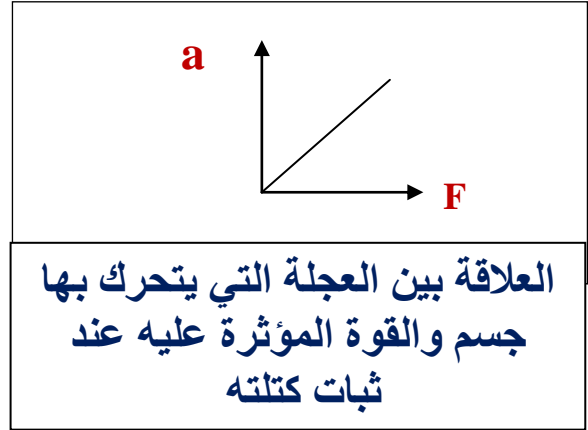 a
F
العلاقة بين العجلة التي يتحرك بها
جسم والقوة المؤثرة عليه عند
ثبات كتلته